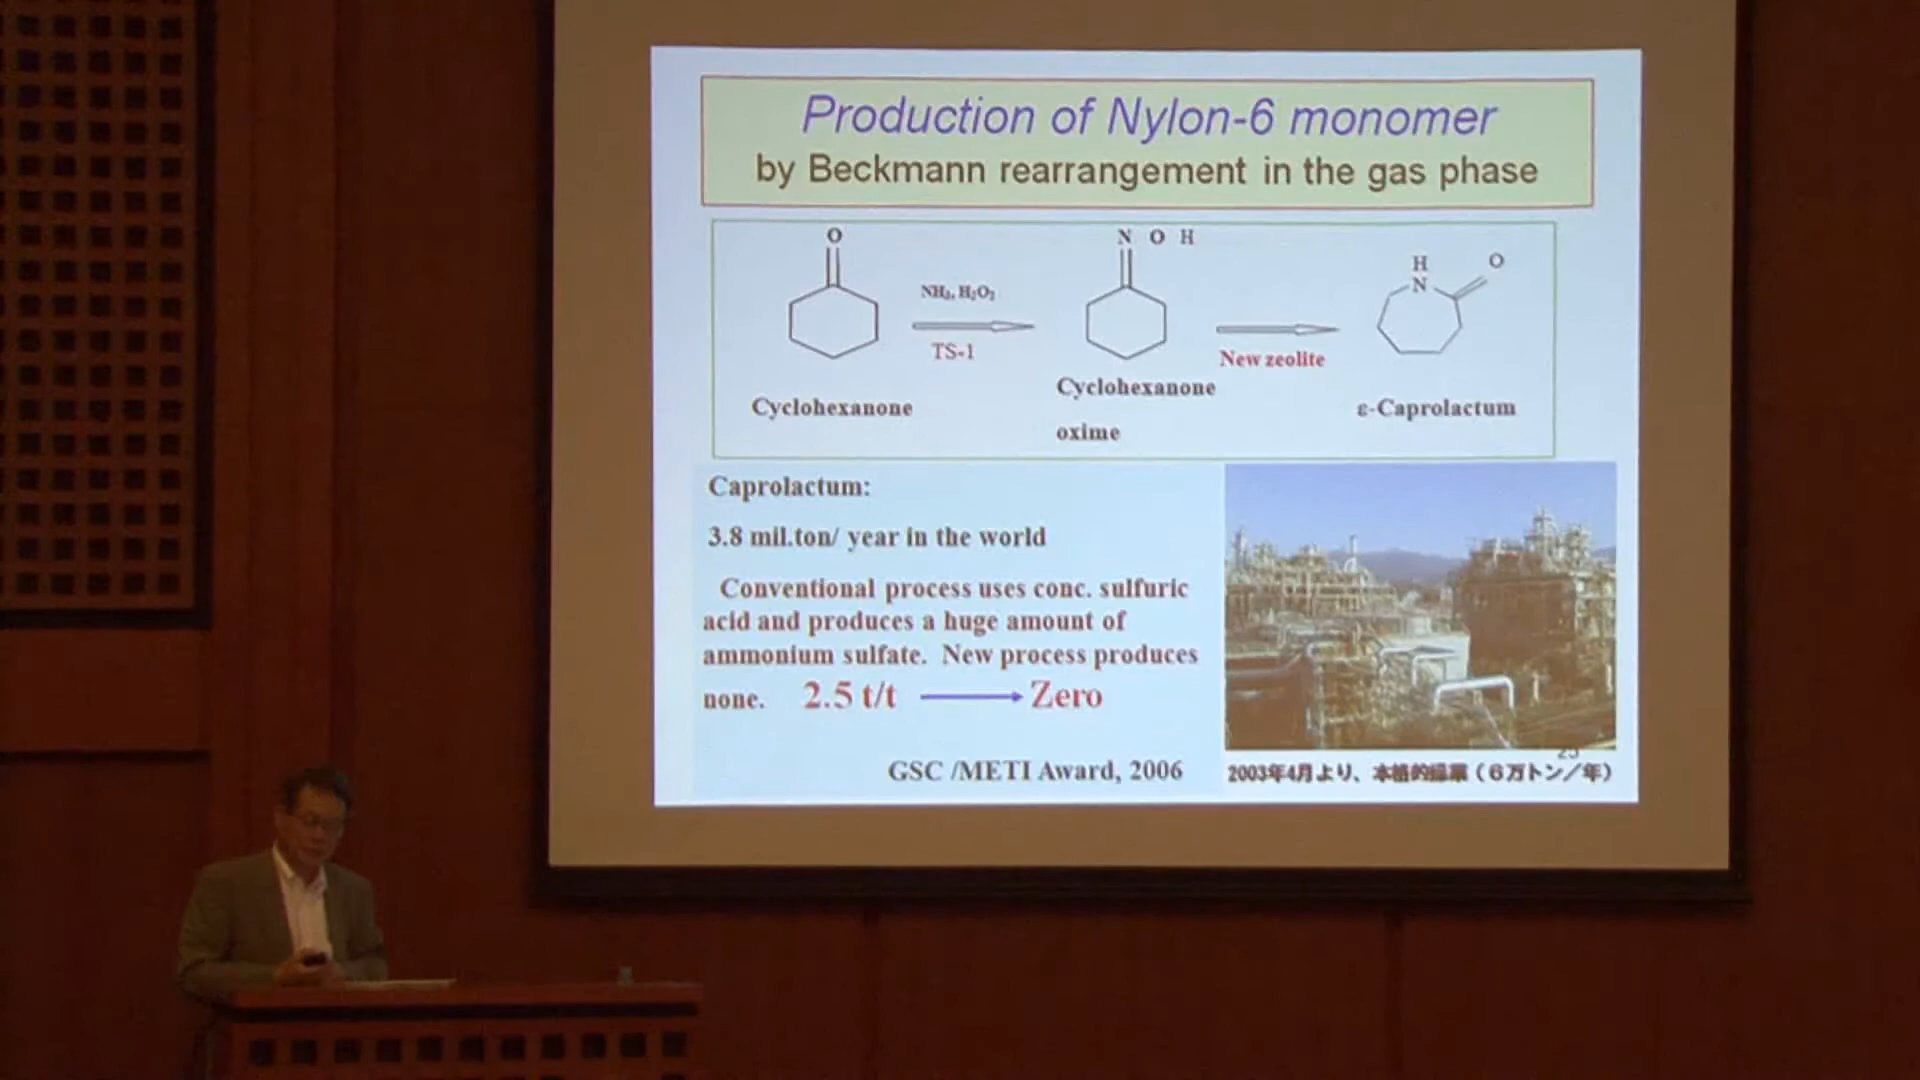 Production of Nylon-6 monomer
by Beckmann rearrangement in the gas phase
O
N O H
H
N
O
NH₃, H₂O₂
TS-1
New zeolite
Cyclohexanone
Cyclohexanone
oxime
ε-Caprolactum
Caprolactum:
3.8 mil.ton/ year in the world
Conventional process uses conc. sulfuric
acid and produces a huge amount of
ammonium sulfate. New process produces
none. 2.5 t/t Zero
GSC /METI Award, 2006
2003年4月より、本格的操業（６万トン／年）